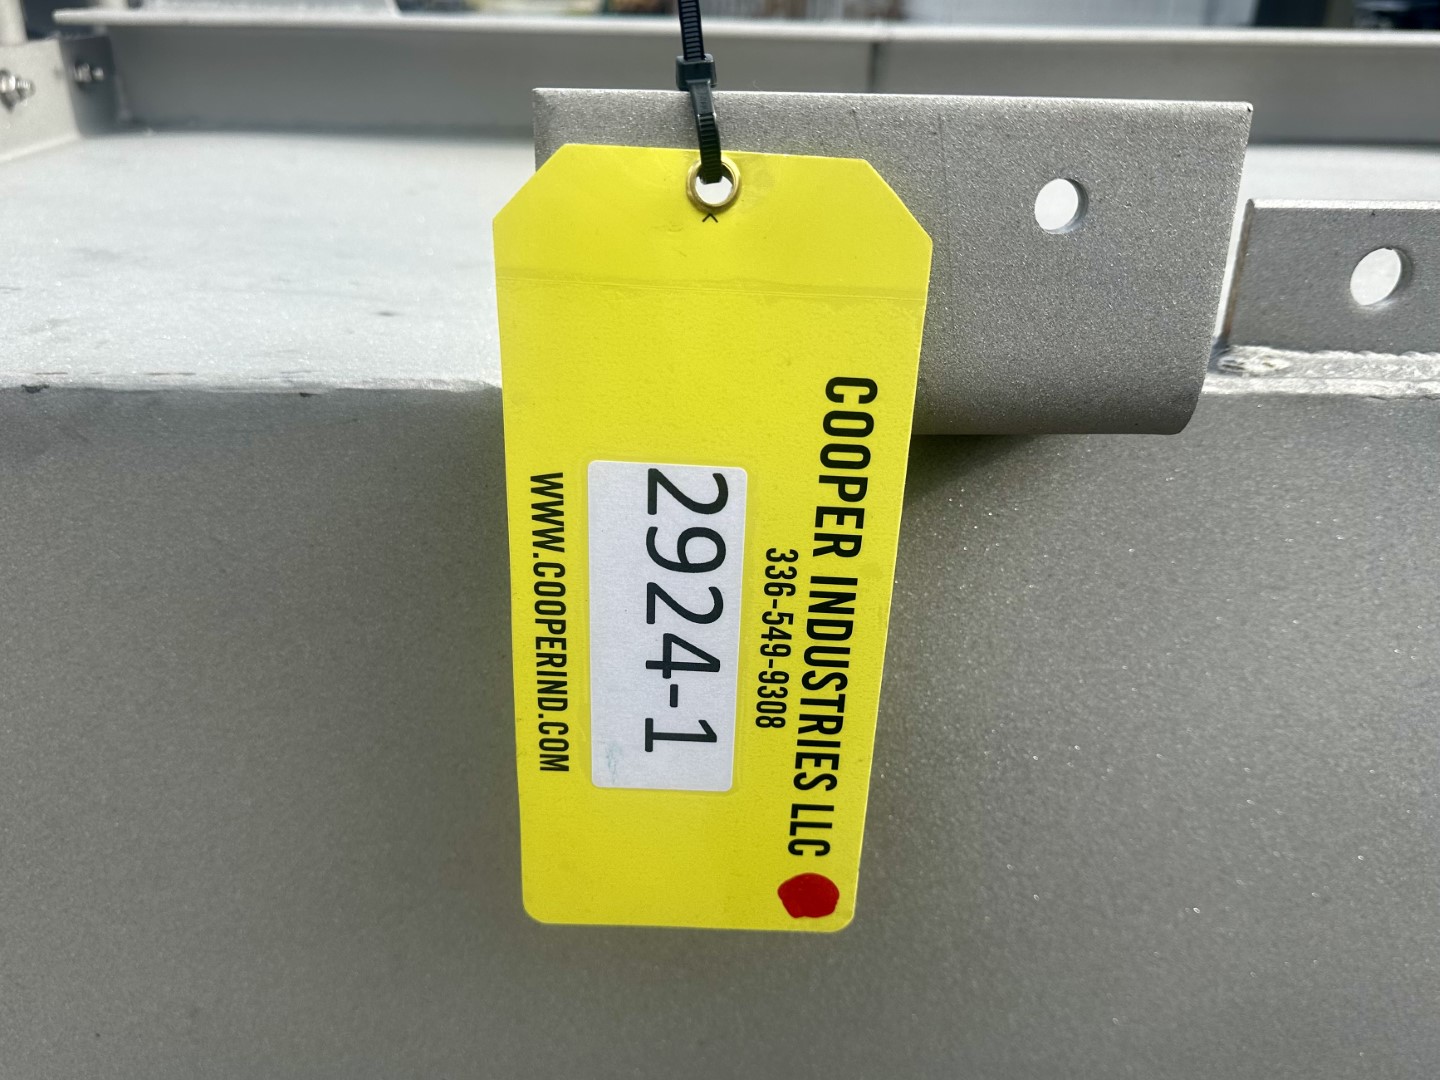 COOPER INDUSTRIES LLC
336-549-9308
2924-1
WWW.COOPERIND.COM